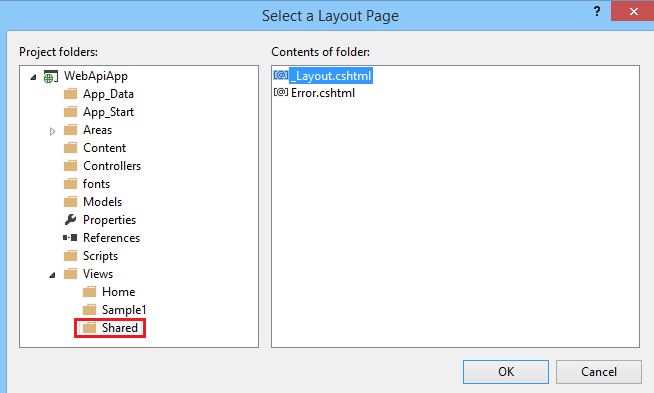 Select a Layout Page
? ×
Project folders:
Contents of folder:
WebApiApp
App_Data
App_Start
Areas
Content
Controllers
fonts
Models
Properties
References
Scripts
Views
Home
Sample1
Shared
[@] _Layout.cshtml
[@] Error.cshtml
OK
Cancel